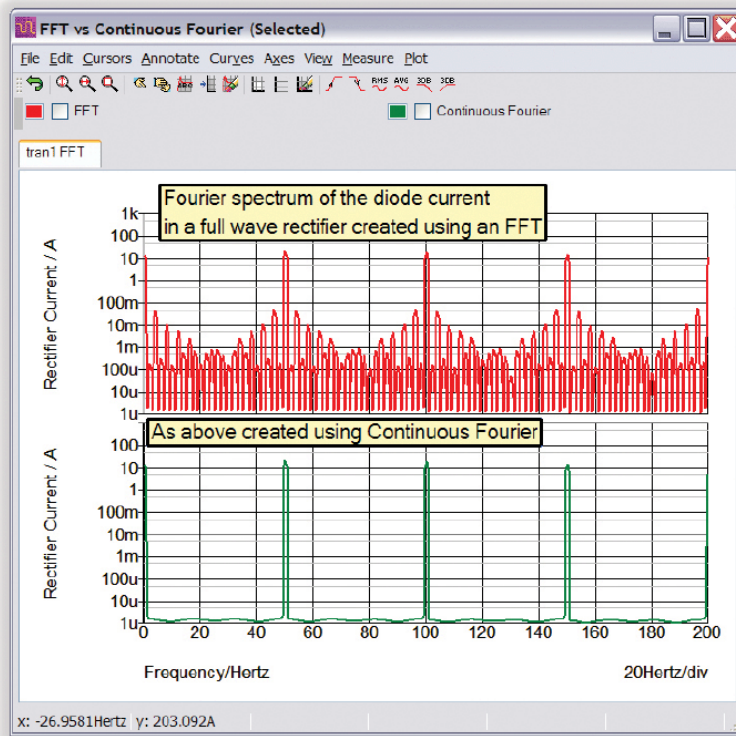 FFT vs Continuous Fourier (Selected)
File Edit Cursors Annotate Curves Axes View Measure Plot
RMS AVG 3DB 3DB
FFT
Continuous Fourier
tran1 FFT
Fourier spectrum of the diode current
in a full wave rectifier created using an FFT
Rectifier Current / A
1k
100
10
1
100m
10m
1m
100u
10u
1u
As above created using Continuous Fourier
Rectifier Current / A
100
10
1
100m
10m
1m
100u
10u
1u
0 20 40 60 80 100 120 140 160 180 200
Frequency/Hertz 20Hertz/div
x: -26.9581Hertz y: 203.092A